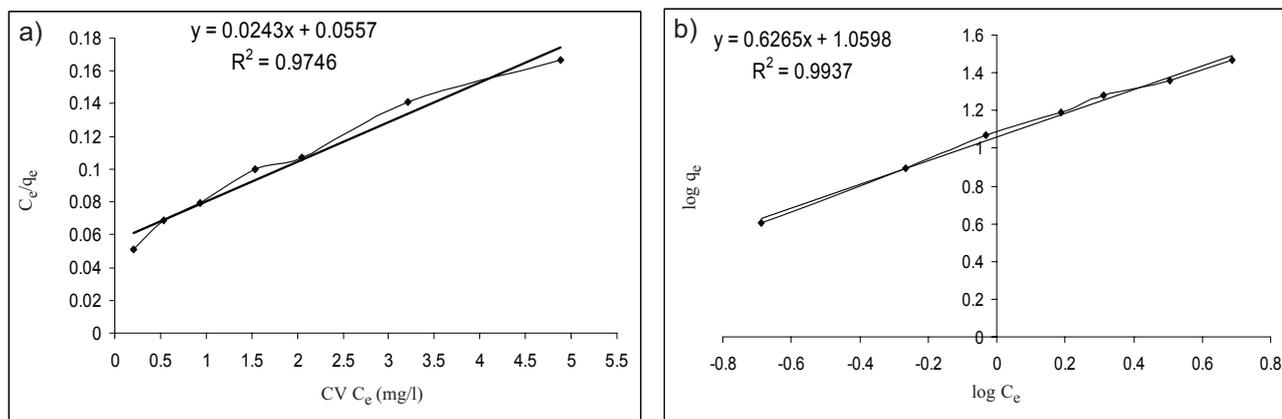 a)
y = 0.0243x + 0.0557
R² = 0.9746
0.18
0.16
0.14
0.12
0.1
0.08
0.06
0.04
0.02
0
Cₑ/qₑ
0 0.5 1 1.5 2 2.5 3 3.5 4 4.5 5 5.5
CV Cₑ (mg/l)
b)
y = 0.6265x + 1.0598
R² = 0.9937
1.6
1.4
1.2
1
0.8
0.6
0.4
0.2
0
log qₑ
-0.8 -0.6 -0.4 -0.2 0 0.2 0.4 0.6 0.8
log Cₑ